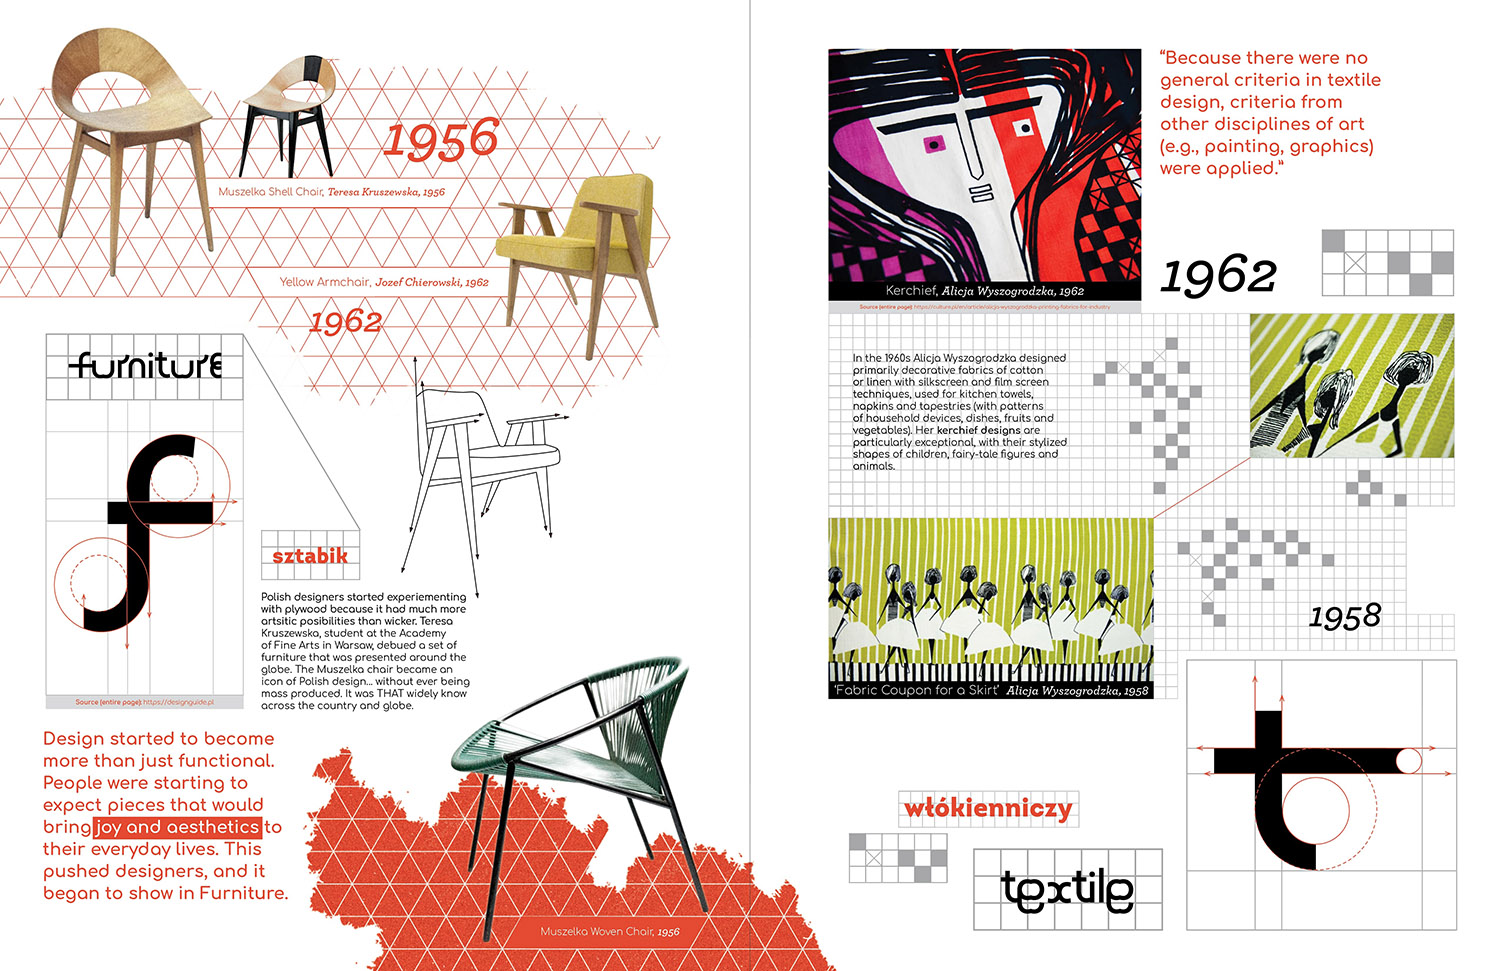 1956
Muszelka Shell Chair, Teresa Kruszewska, 1956
Yellow Armchair, Jozef Chierowski, 1962
1962
furniture
f
sztabik
Polish designers started experiementing
with plywood because it had much more
artsitic posibilities than wicker. Teresa
Kruszewska, student at the Academy
of Fine Arts in Warsaw, debued a set of
furniture that was presented around the
globe. The Muszelka chair became an
icon of Polish design... without ever being
mass produced. It was THAT widely know
across the country and globe.
Source (entire page): https://designguide.pl
Design started to become
more than just functional.
People were starting to
expect pieces that would
bring joy and aesthetics to
their everyday lives. This
pushed designers, and it
began to show in Furniture.
Muszelka Woven Chair, 1956
“Because there were no
general criteria in textile
design, criteria from
other disciplines of art
(e.g., painting, graphics)
were applied.”
1962
Kerchief, Alicja Wyszogrodzka, 1962
Source (entire page): https://culture.pl/en/article/alicja-wyszogrodzka-printing-fabrics-for-industry
In the 1960s Alicja Wyszogrodzka designed
primarily decorative fabrics of cotton
or linen with silkscreen and film screen
techniques, used for kitchen towels,
napkins and tapestries (with patterns
of household devices, dishes, fruits and
vegetables). Her kerchief designs are
particularly exceptional, with their stylized
shapes of children, fairy-tale figures and
animals.
1958
'Fabric Coupon for a Skirt' Alicja Wyszogrodzka, 1958
t
włókienniczy
textile